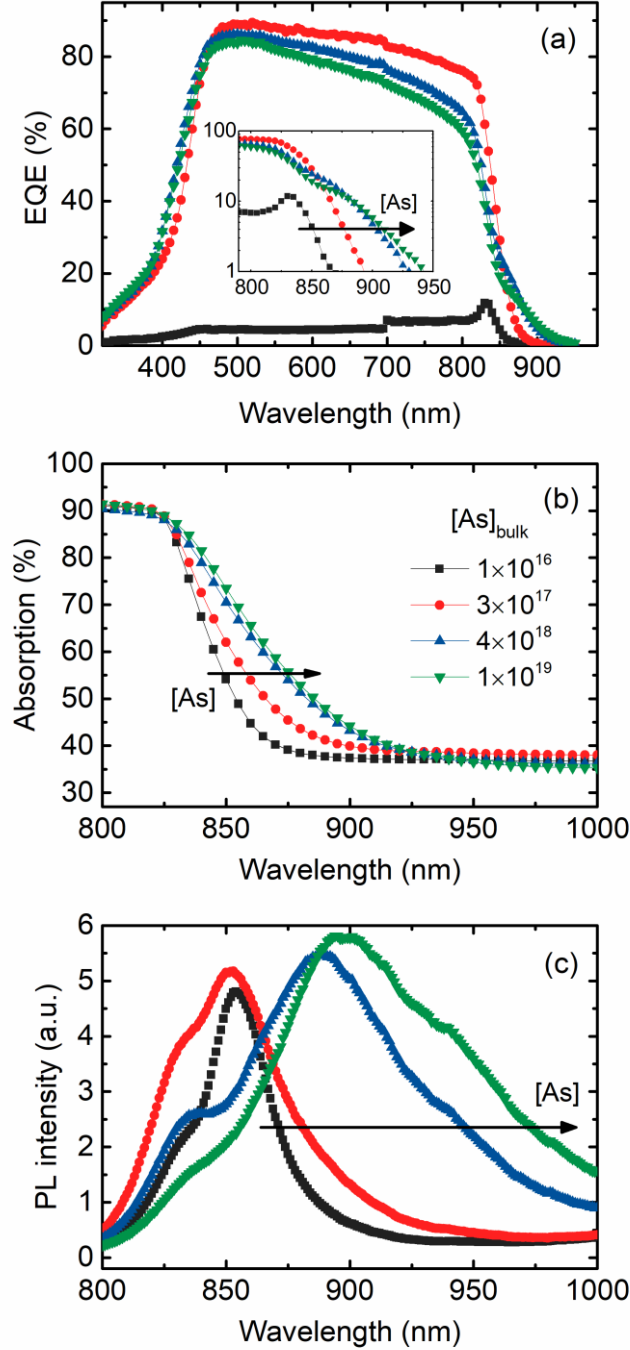 (a)
EQE (%)
80
60
40
20
0
100
10
1
[As]
800 850 900 950
400 500 600 700 800 900
Wavelength (nm)
(b)
Absorption (%)
100
90
80
70
60
50
40
30
[As]bulk
1×10^16
3×10^17
4×10^18
1×10^19
[As]
800 850 900 950 1000
Wavelength (nm)
(c)
PL intensity (a.u.)
6
5
4
3
2
1
0
[As]
800 850 900 950 1000
Wavelength (nm)